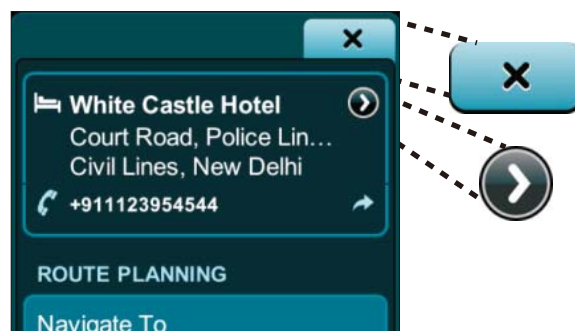 White Castle Hotel
Court Road, Police Lin...
Civil Lines, New Delhi
+911123954544
ROUTE PLANNING
Navigate To